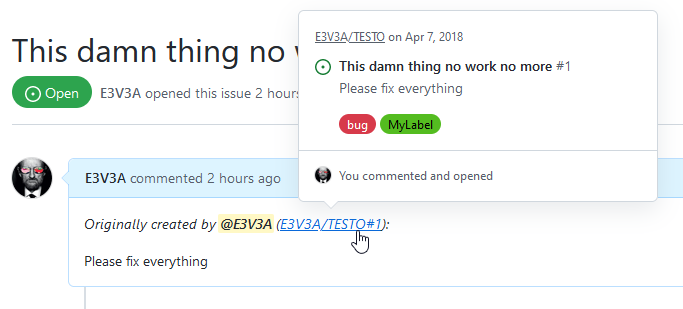 This damn thing no w
Open
E3V3A opened this issue 2 hours
E3V3A/TESTO on Apr 7, 2018
This damn thing no work no more #1
Please fix everything
bug
MyLabel
You commented and opened
E3V3A commented 2 hours ago
Originally created by @E3V3A (E3V3A/TESTO#1):
Please fix everything